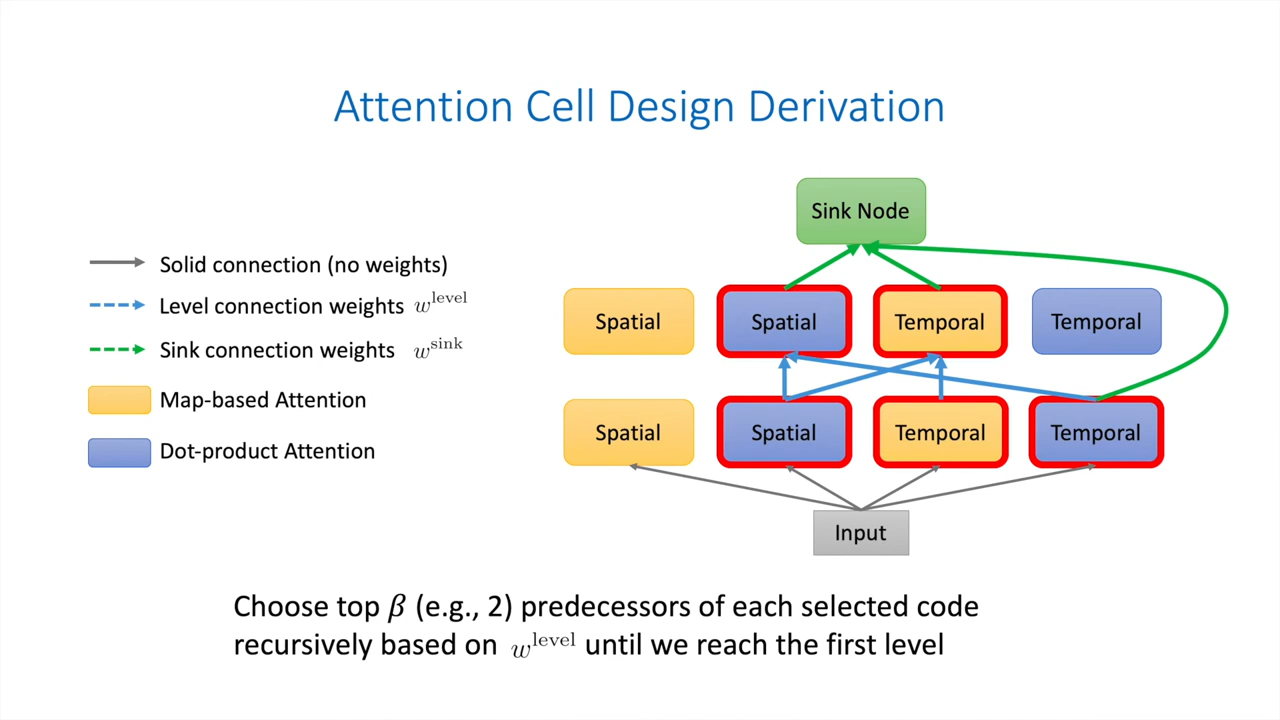 Attention Cell Design Derivation
Sink Node
Solid connection (no weights)
Level connection weights w^level
Sink connection weights w^sink
Map-based Attention
Dot-product Attention
Spatial
Spatial
Temporal
Temporal
Spatial
Spatial
Temporal
Temporal
Input
Choose top β (e.g., 2) predecessors of each selected code
recursively based on w^level until we reach the first level